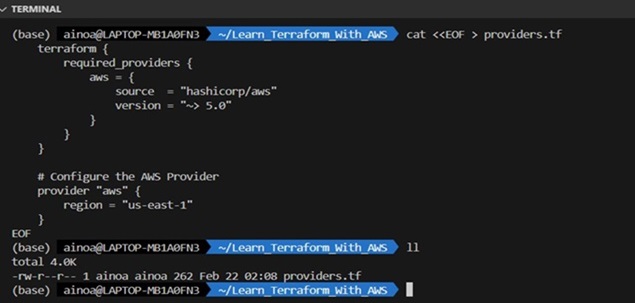 TERMINAL
(base) ainoa@LAPTOP-MB1A0FN3 ~/Learn_Terraform_With_AWS cat <<EOF > providers.tf
    terraform {
        required_providers {
            aws = {
                source  = "hashicorp/aws"
                version = "~> 5.0"
            }
        }
    }

    # Configure the AWS Provider
    provider "aws" {
        region = "us-east-1"
    }
EOF
(base) ainoa@LAPTOP-MB1A0FN3 ~/Learn_Terraform_With_AWS ll
total 4.0K
-rw-r--r-- 1 ainoa ainoa 262 Feb 22 02:08 providers.tf
(base) ainoa@LAPTOP-MB1A0FN3 ~/Learn_Terraform_With_AWS